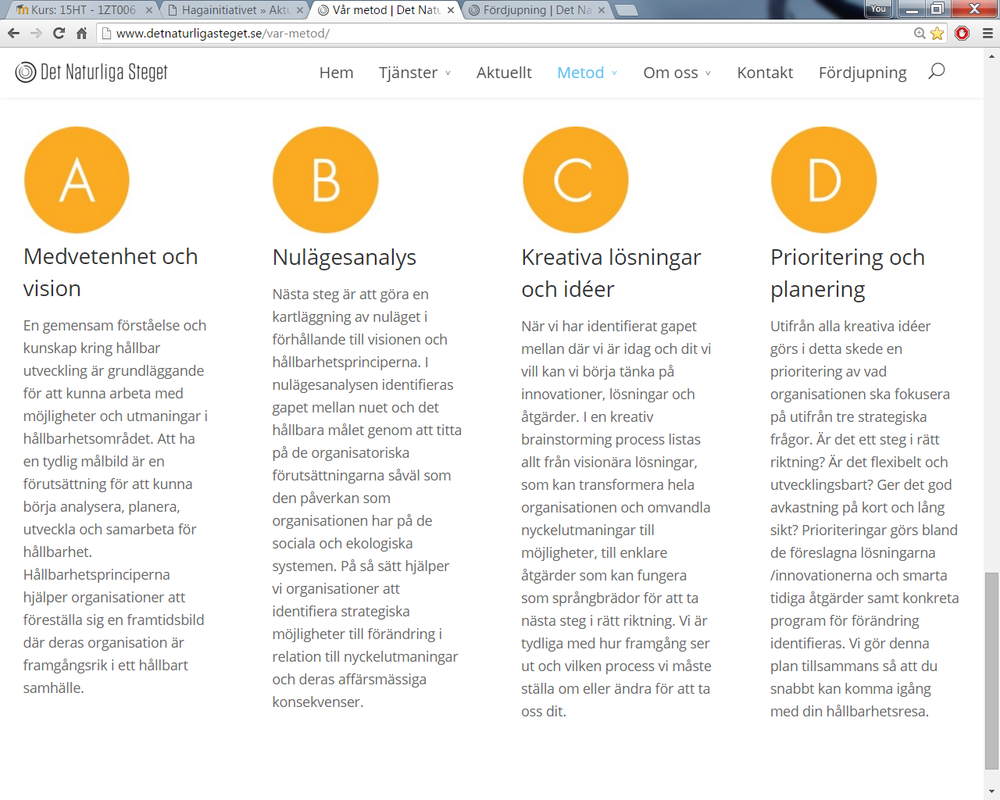 Kurs: 15HT - 1ZT006
Hagainitiativet » Aktu
Vår metod | Det Natu
Fördjupning | Det Na
You
www.detnaturligasteget.se/var-metod/
Det Naturliga Steget
Hem
Tjänster
Aktuellt
Metod
Om oss
Kontakt
Fördjupning
A
Medvetenhet och
vision
En gemensam förståelse och
kunskap kring hållbar
utveckling är grundläggande
för att kunna arbeta med
möjligheter och utmaningar i
hållbarhetsområdet. Att ha
en tydlig målbild är en
förutsättning för att kunna
börja analysera, planera,
utveckla och samarbeta för
hållbarhet.
Hållbarhetsprinciperna
hjälper organisationer att
föreställa sig en framtidsbild
där deras organisation är
framgångsrik i ett hållbart
samhälle.
B
Nulägesanalys
Nästa steg är att göra en
kartläggning av nuläget i
förhållande till visionen och
hållbarhetsprinciperna. I
nulägesanalysen identifieras
gapet mellan nuet och det
hållbara målet genom att titta
på de organisatoriska
förutsättningarna såväl som
den påverkan som
organisationen har på de
sociala och ekologiska
systemen. På så sätt hjälper
vi organisationer att
identifiera strategiska
möjligheter till förändring i
relation till nyckelutmaningar
och deras affärsmässiga
konsekvenser.
C
Kreativa lösningar
och idéer
När vi har identifierat gapet
mellan där vi är idag och dit vi
vill kan vi börja tänka på
innovationer, lösningar och
åtgärder. I en kreativ
brainstorming process listas
allt från visionära lösningar,
som kan transformera hela
organisationen och omvandla
nyckelutmaningar till
möjligheter, till enklare
åtgärder som kan fungera
som språngbrädor för att ta
nästa steg i rätt riktning. Vi är
tydliga med hur framgång ser
ut och vilken process vi måste
ställa om eller ändra för att ta
oss dit.
D
Prioritering och
planering
Utifrån alla kreativa idéer
görs i detta skede en
prioritering av vad
organisationen ska fokusera
på utifrån tre strategiska
frågor. Är det ett steg i rätt
riktning? Är det flexibelt och
utvecklingsbart? Ger det god
avkastning på kort och lång
sikt? Prioriteringar görs bland
de föreslagna lösningarna
/innovationerna och smarta
tidiga åtgärder samt konkreta
program för förändring
identifieras. Vi gör denna
plan tillsammans så att du
snabbt kan komma igång
med din hållbarhetsresa.